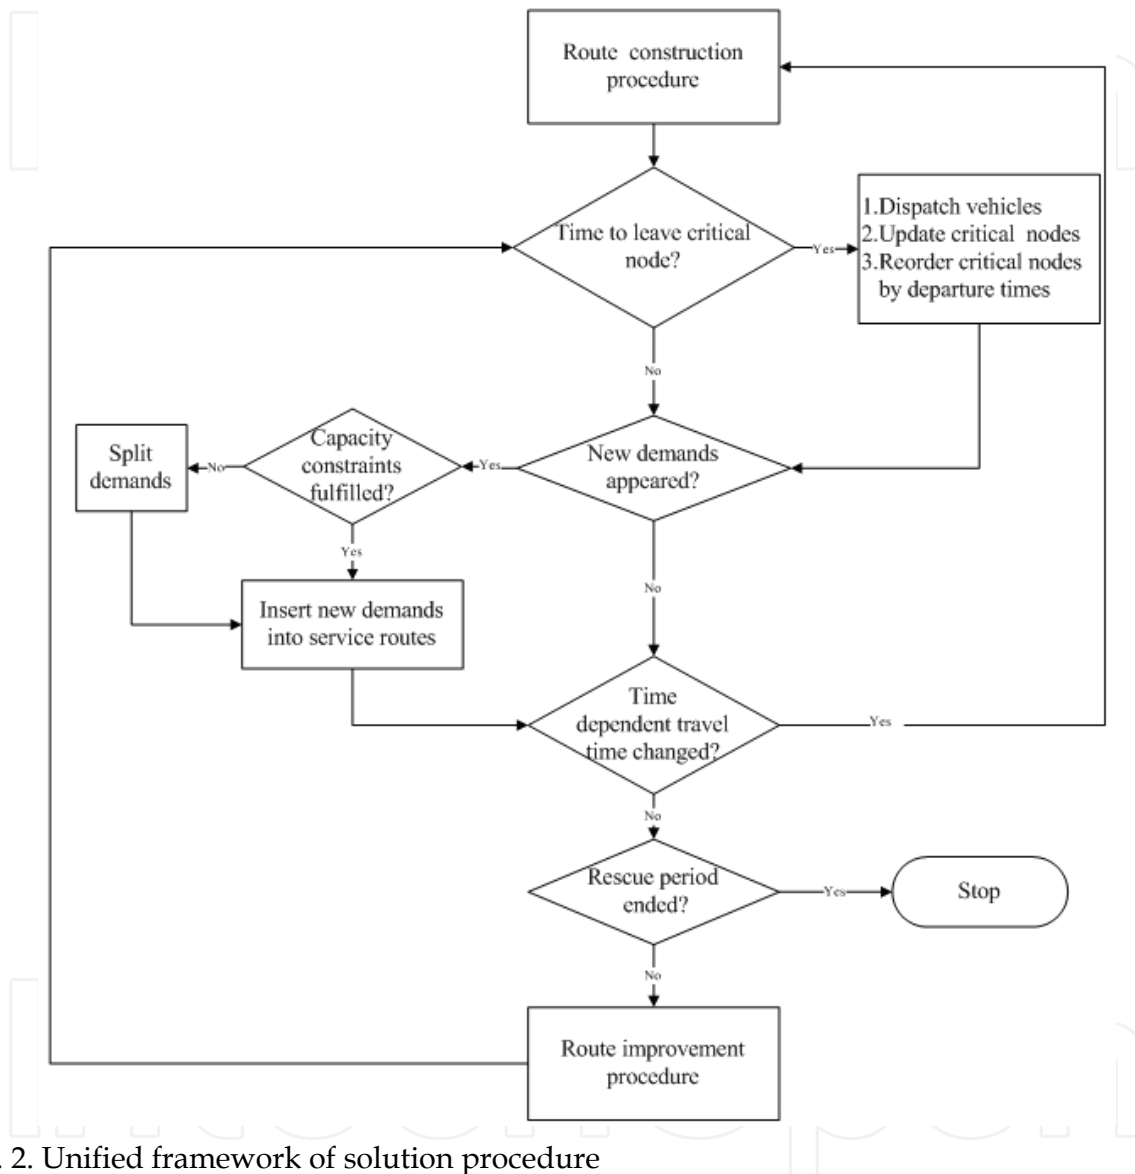 Route construction
procedure
Time to leave critical
node?
Yes
1.Dispatch vehicles
2.Update critical nodes
3.Reorder critical nodes
by departure times
No
Split
demands
No
Capacity
constraints
fulfilled?
Yes
New demands
appeared?
Yes
No
Insert new demands
into service routes
Time
dependent travel
time changed?
Yes
No
Rescue period
ended?
Yes
Stop
No
Route improvement
procedure
. 2. Unified framework of solution procedure